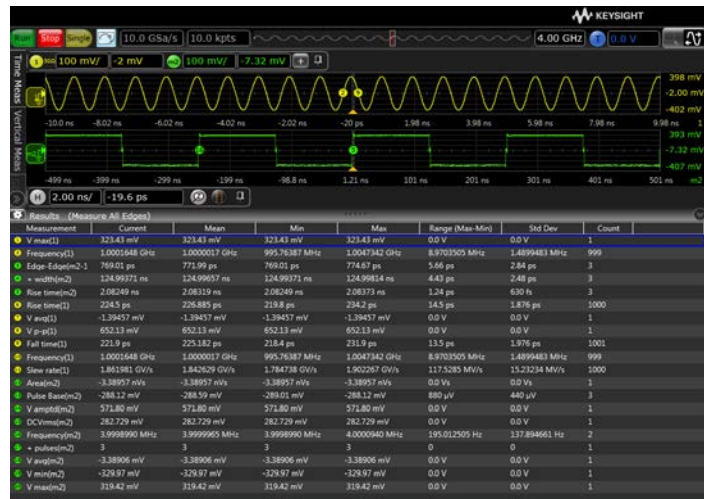 KEYSIGHT
Run Stop Single 10.0 GSa/s 10.0 kpts 4.00 GHz T 0.0 V
1 50Ω 100 mV/ -2 mV m2 100 mV/ -7.32 mV +
Time Meas
Vertical Meas
398 mV
-2.00 mV
-402 mV
-10.0 ns -8.02 ns -6.02 ns -4.02 ns -2.02 ns -20 ps 1.98 ns 3.98 ns 5.98 ns 7.98 ns 9.98 ns 1
393 mV
-7.32 mV
-407 mV
-499 ns -399 ns -299 ns -199 ns -98.8 ns 1.21 ns 101 ns 201 ns 301 ns 401 ns 501 ns m2
H 2.00 ns/ -19.6 ps
Results (Measure All Edges)
Measurement Current Mean Min Max Range (Max-Min) Std Dev Count
V max(1) 323.43 mV 323.43 mV 323.43 mV 323.43 mV 0.0 V 0.0 V 1
Frequency(1) 1.0001648 GHz 1.0000017 GHz 995.76387 MHz 1.0047342 GHz 8.9703505 MHz 1.4899483 MHz 999
Edge-Edge(m2-1 769.01 ps 771.99 ps 769.01 ps 774.67 ps 5.66 ps 2.84 ps 3
+ width(m2) 124.99371 ns 124.99657 ns 124.99371 ns 124.99814 ns 4.43 ps 2.48 ps 3
Rise time(m2) 2.08249 ns 2.08319 ns 2.08249 ns 2.08373 ns 1.24 ps 630 fs 3
Rise time(1) 224.5 ps 226.885 ps 219.8 ps 234.2 ps 14.5 ps 1.876 ps 1000
V avg(1) -1.39457 mV -1.39457 mV -1.39457 mV -1.39457 mV 0.0 V 0.0 V 1
V p-p(1) 652.13 mV 652.13 mV 652.13 mV 652.13 mV 0.0 V 0.0 V 1
Fall time(1) 221.9 ps 225.182 ps 218.4 ps 231.9 ps 13.5 ps 1.976 ps 1001
Frequency(1) 1.0001648 GHz 1.0000017 GHz 995.76387 MHz 1.0047342 GHz 8.9703505 MHz 1.4899483 MHz 999
Slew rate(1) 1.861981 GV/s 1.842629 GV/s 1.784738 GV/s 1.902267 GV/s 117.5285 MV/s 15.23234 MV/s 1000
Area(m2) -3.38957 nVs -3.38957 nVs -3.38957 nVs -3.38957 nVs 0.0 Vs 0.0 Vs 1
Pulse Base(m2) -288.12 mV -288.59 mV -289.01 mV -288.12 mV 880 µV 440 µV 3
V amptd(m2) 571.80 mV 571.80 mV 571.80 mV 571.80 mV 0.0 V 0.0 V 1
DCVrms(m2) 282.729 mV 282.729 mV 282.729 mV 282.729 mV 0.0 V 0.0 V 1
Frequency(m2) 3.9998990 MHz 3.9999965 MHz 3.9998990 MHz 4.0000940 MHz 195.012505 Hz 137.894661 Hz 2
+ pulses(m2) 3 3 3 3 0 0 1
V avg(m2) -3.38906 mV -3.38906 mV -3.38906 mV -3.38906 mV 0.0 V 0.0 V 1
V min(m2) -329.97 mV -329.97 mV -329.97 mV -329.97 mV 0.0 V 0.0 V 1
V max(m2) 319.42 mV 319.42 mV 319.42 mV 319.42 mV 0.0 V 0.0 V 1